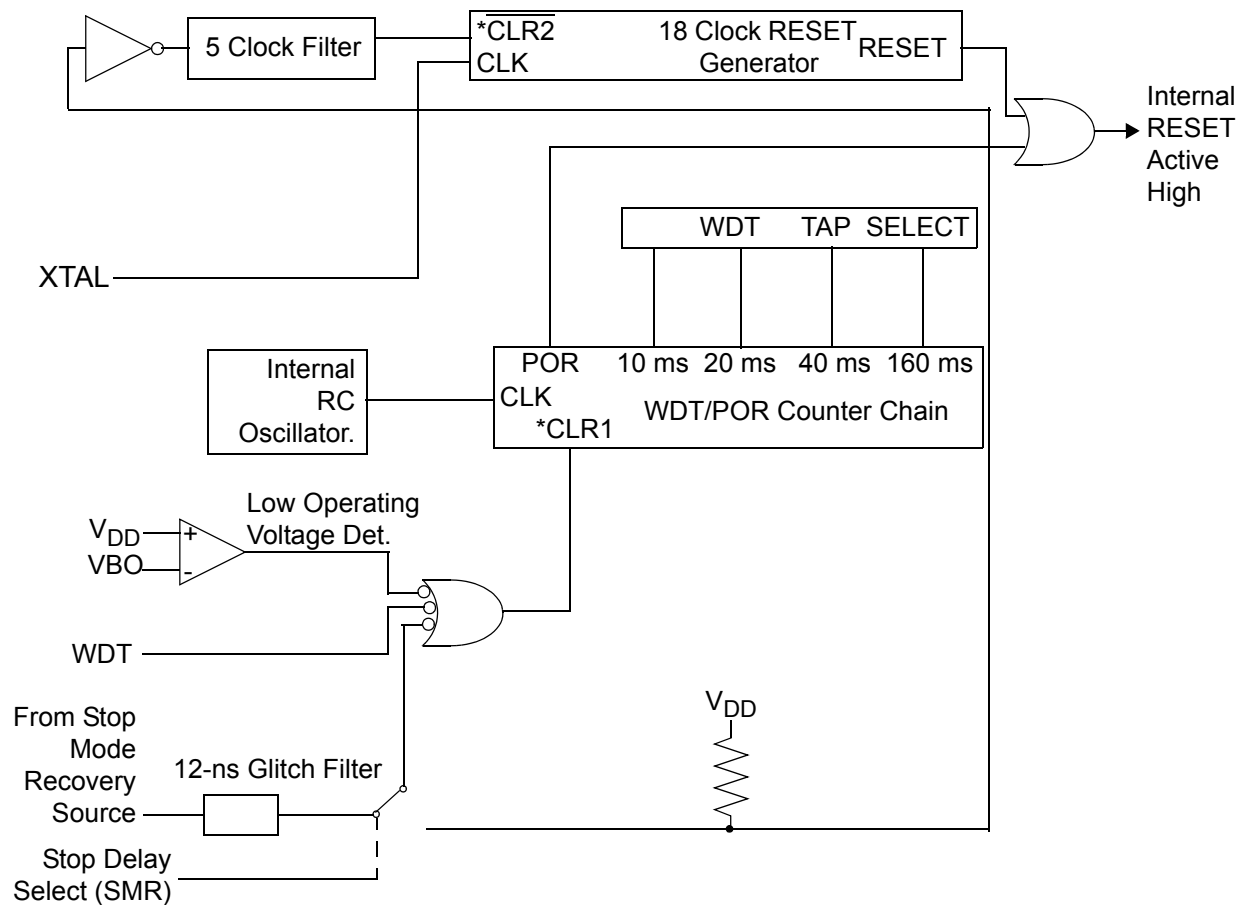 5 Clock Filter
*CLR2
CLK
18 Clock RESET
Generator
RESET
Internal
RESET
Active
High
WDT TAP SELECT
XTAL
Internal
RC
Oscillator.
POR
10 ms 20 ms 40 ms 160 ms
CLK
*CLR1
WDT/POR Counter Chain
Low Operating
Voltage Det.
VDD
+
VBO
-
WDT
From Stop
Mode
Recovery
Source
12-ns Glitch Filter
VDD
Stop Delay
Select (SMR)